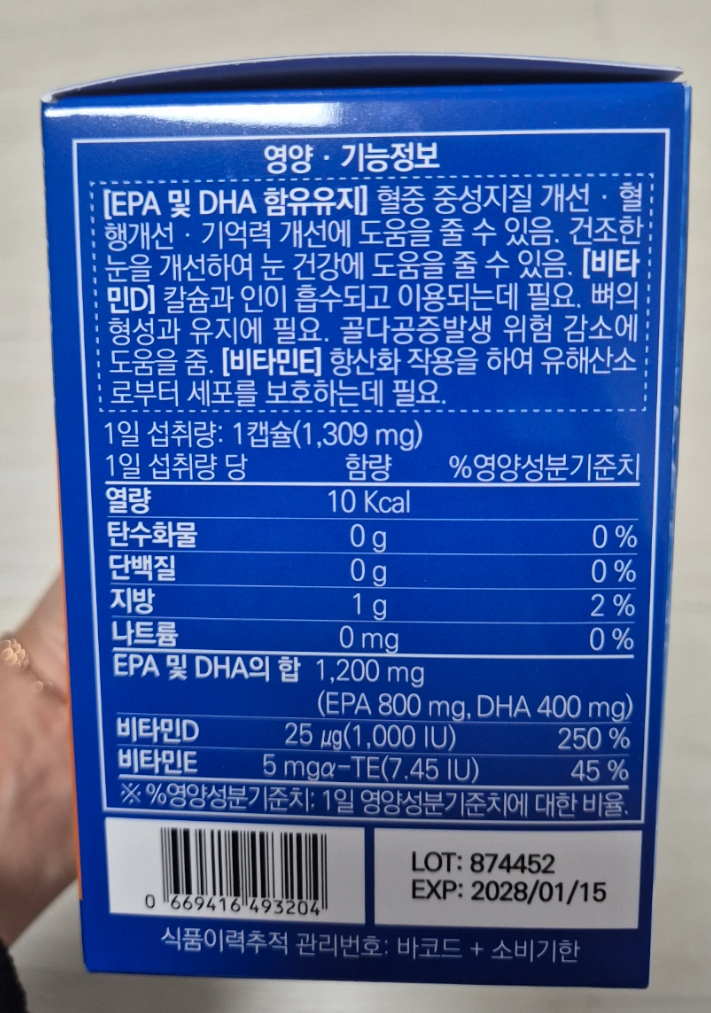 영양 · 기능정보
[EPA 및 DHA 함유유지] 혈중 중성지질 개선 · 혈
행개선 · 기억력 개선에 도움을 줄 수 있음. 건조한
눈을 개선하여 눈 건강에 도움을 줄 수 있음. [비타
민D] 칼슘과 인이 흡수되고 이용되는데 필요. 뼈의
형성과 유지에 필요. 골다공증발생 위험 감소에
도움을 줌. [비타민E] 항산화 작용을 하여 유해산소
로부터 세포를 보호하는데 필요.
1일 섭취량: 1캡슐(1,309 mg)
1일 섭취량 당 함량 %영양성분기준치
열량 10 Kcal
탄수화물 0 g 0 %
단백질 0 g 0 %
지방 1 g 2 %
나트륨 0 mg 0 %
EPA 및 DHA의 합 1,200 mg
(EPA 800 mg, DHA 400 mg)
비타민D 25 μg(1,000 IU) 250 %
비타민E 5 mgα-TE(7.45 IU) 45 %
※ %영양성분기준치: 1일 영양성분기준치에 대한 비율.
LOT: 874452
EXP: 2028/01/15
0 669416 493204
식품이력추적 관리번호: 바코드 + 소비기한